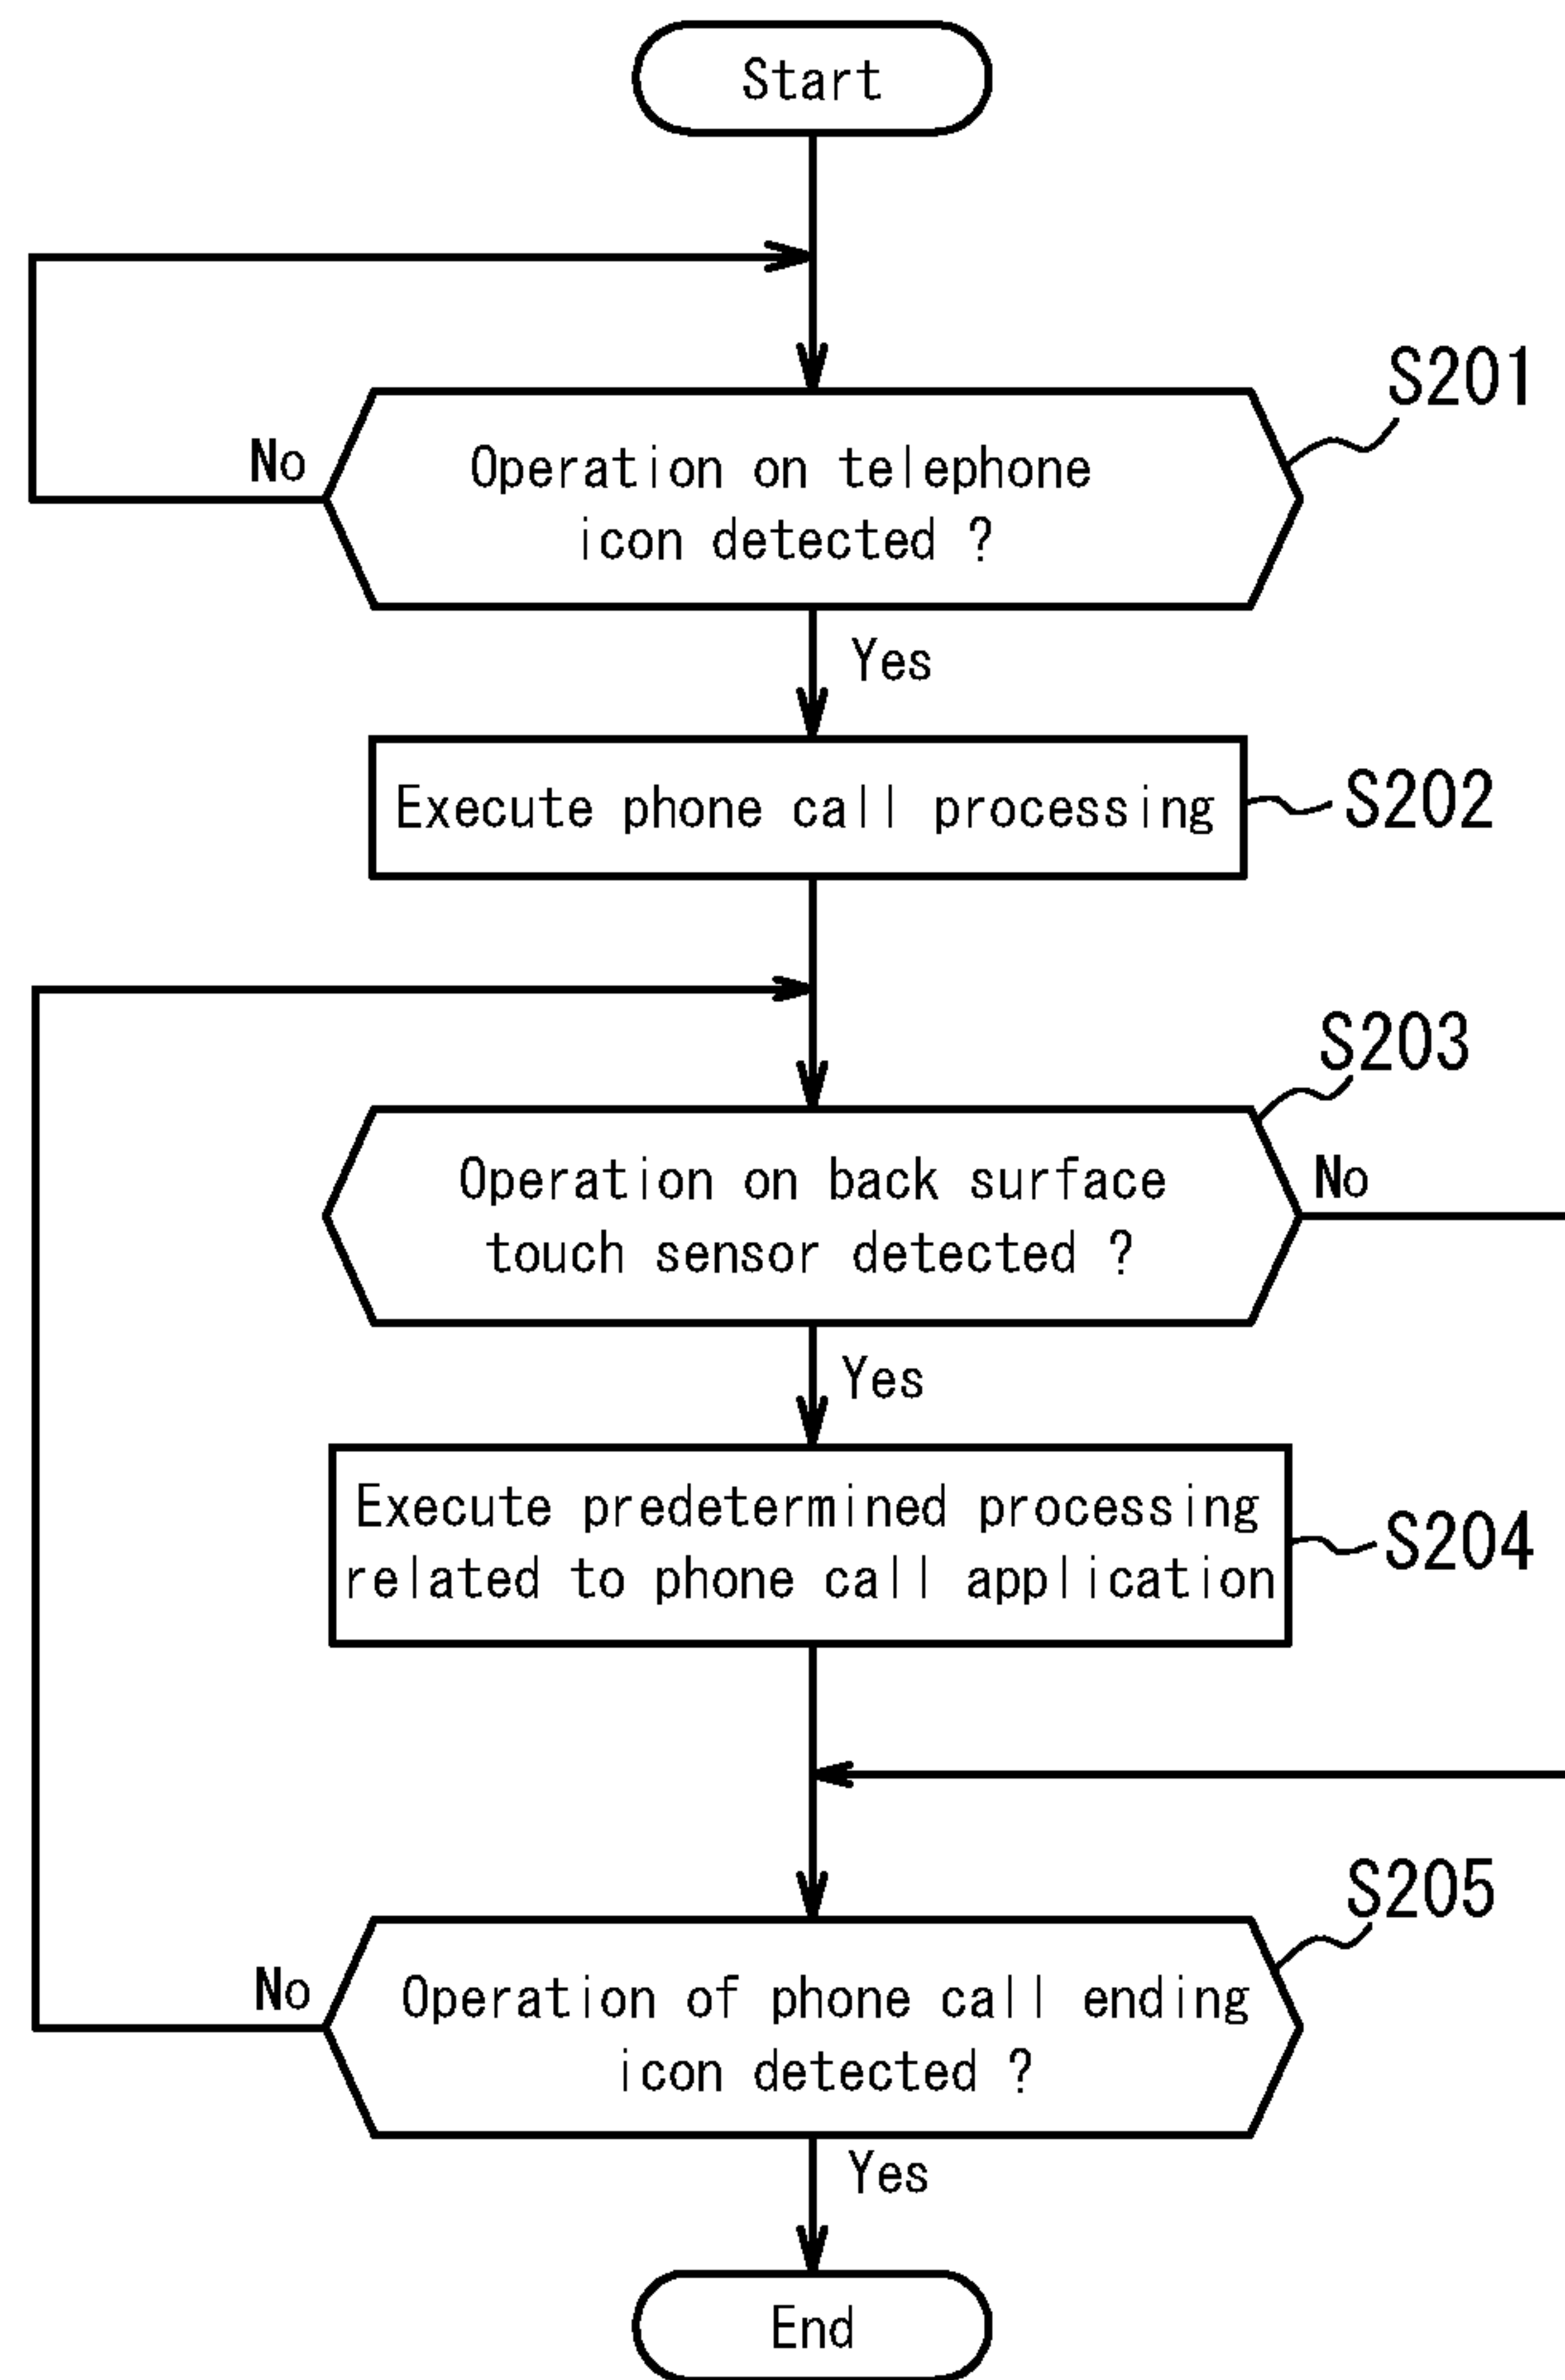 Start
S201
No
Operation on telephone
icon detected ?
Yes
Execute phone call processing
S202
S203
Operation on back surface
touch sensor detected ?
No
Yes
Execute predetermined processing
related to phone call application
S204
S205
No
Operation of phone call ending
icon detected ?
Yes
End